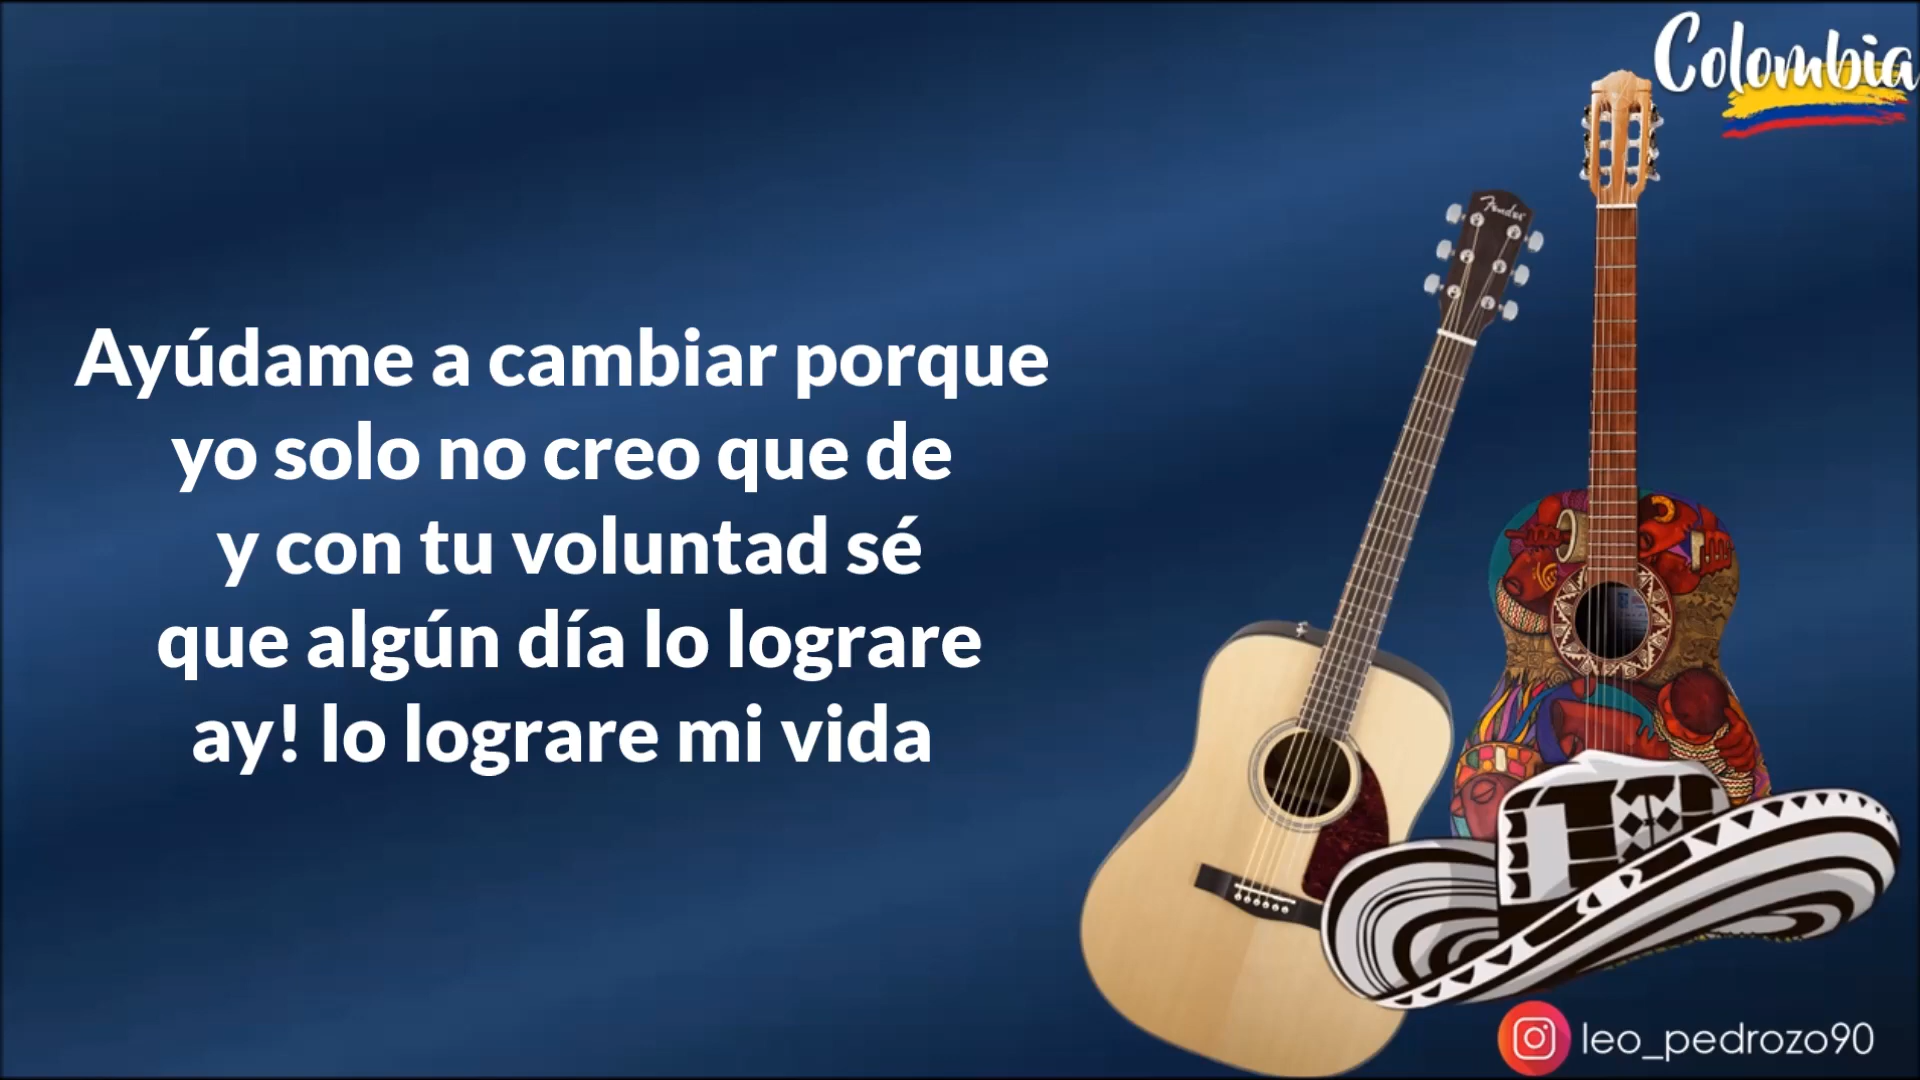 Colombia
Fender
Ayúdame a cambiar porque
yo solo no creo que de
y con tu voluntad sé
que algún día lo lograre
ay! lo lograre mi vida
leo_pedrozo90